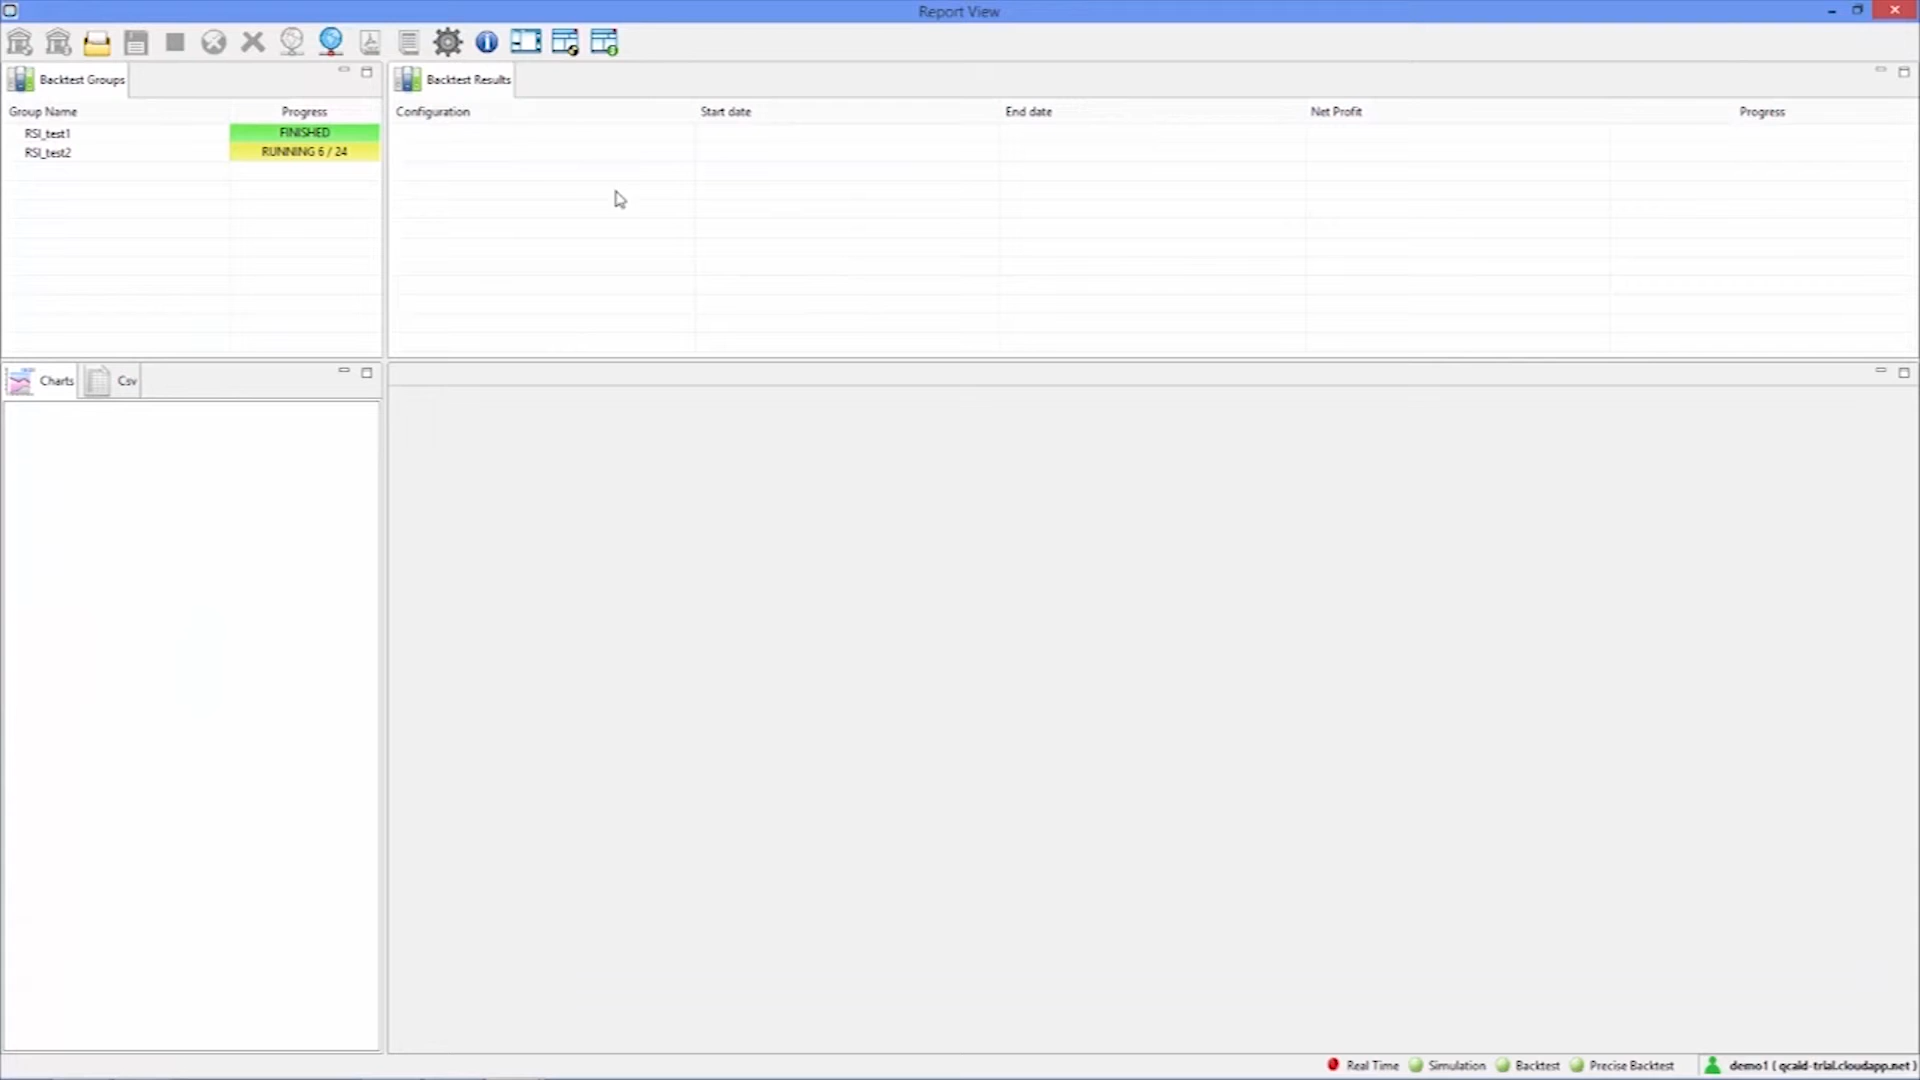 Report View
Backtest Groups
Backtest Results
Group Name Progress
Configuration Start date End date Net Profit Progress
RSI_test1 FINISHED
RSI_test2 RUNNING 6 / 24
Charts Csv
Real Time Simulation Backtest Precise Backtest demo1 ( qcaid-trial.cloudapp.net )